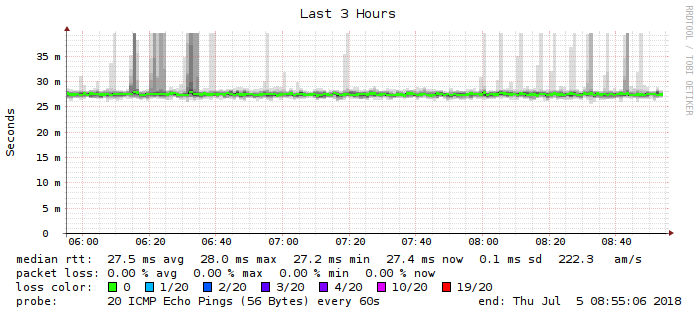 Last 3 Hours
RRDTOOL / TOBI OETIKER
Seconds
35 m
30 m
25 m
20 m
15 m
10 m
5 m
0
06:00 06:20 06:40 07:00 07:20 07:40 08:00 08:20 08:40
median rtt: 27.5 ms avg 28.0 ms max 27.2 ms min 27.4 ms now 0.1 ms sd 222.3 am/s
packet loss: 0.00 % avg 0.00 % max 0.00 % min 0.00 % now
loss color: 0 1/20 2/20 3/20 4/20 10/20 19/20
probe: 20 ICMP Echo Pings (56 Bytes) every 60s end: Thu Jul 5 08:55:06 2018